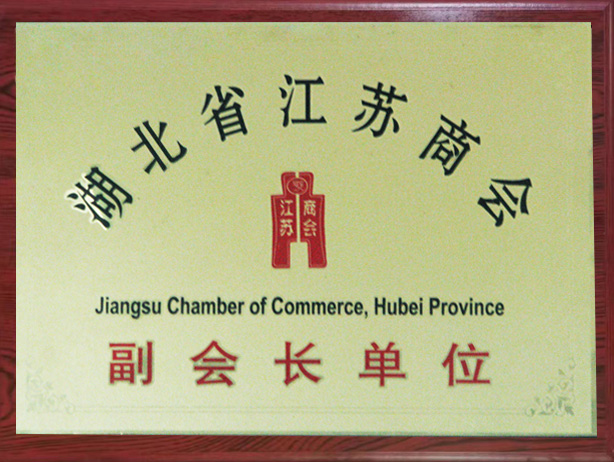 湖北省江苏商会
江苏 商会
Jiangsu Chamber of Commerce, Hubei Province
副会长单位